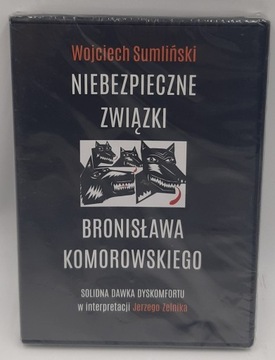 Wojciech Sumliński
NIEBEZPIECZNE
ZWIĄZKI
BRONISŁAWA
KOMOROWSKIEGO
SOLIDNA DAWKA DYSKOMFORTU
w interpretacji Jerzego Zelnika